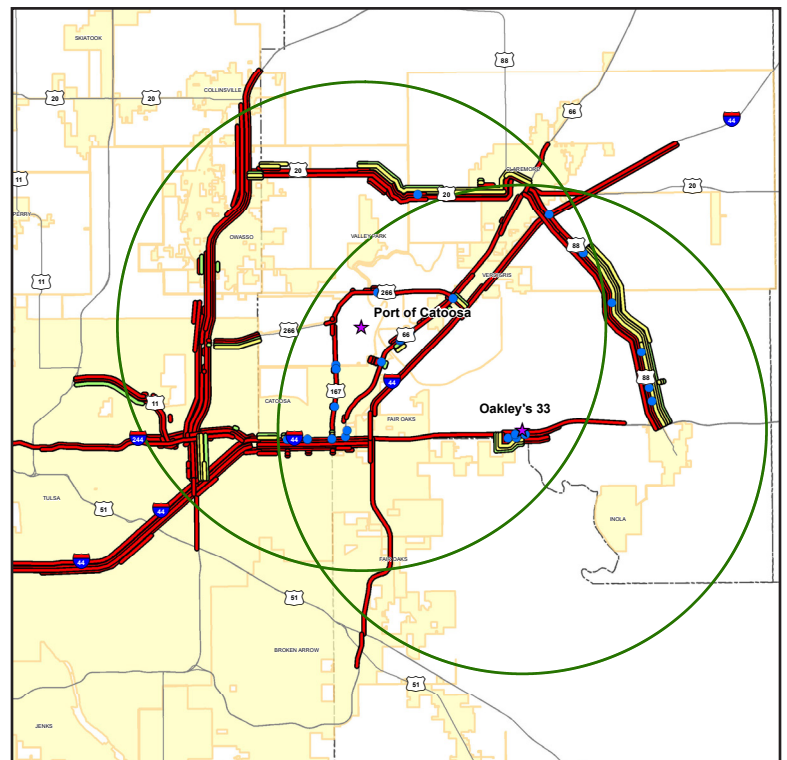 SKIATOOK
88
20
20
COLLINSVILLE
20
66
44
11
20
CLAREMORE
20
20
PERRY
OWASSO
VALLEY PARK
88
11
VERDIGRIS
266
Port of Catoosa
266
66
88
44
167
11
CATOOSA
Oakley's 33
FAIR OAKS
244
44
TULSA
51
44
INOLA
44
FAIR OAKS
51
BROKEN ARROW
51
JENKS